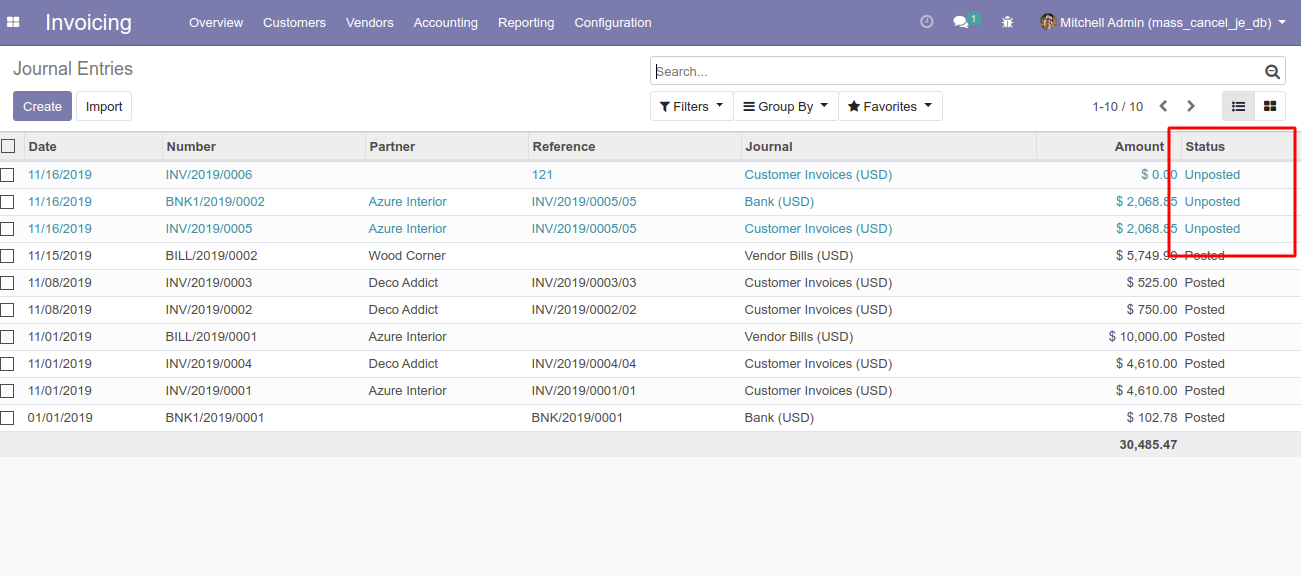 Invoicing Overview Customers Vendors Accounting Reporting Configuration 1 Mitchell Admin (mass_cancel_je_db)
Journal Entries Search...
Create Import Filters Group By Favorites 1-10 / 10
Date Number Partner Reference Journal Amount Status
11/16/2019 INV/2019/0006 121 Customer Invoices (USD) $ 0.00 Unposted
11/16/2019 BNK1/2019/0002 Azure Interior INV/2019/0005/05 Bank (USD) $ 2,068.85 Unposted
11/16/2019 INV/2019/0005 Azure Interior INV/2019/0005/05 Customer Invoices (USD) $ 2,068.85 Unposted
11/15/2019 BILL/2019/0002 Wood Corner Vendor Bills (USD) $ 5,749.99 Posted
11/08/2019 INV/2019/0003 Deco Addict INV/2019/0003/03 Customer Invoices (USD) $ 525.00 Posted
11/08/2019 INV/2019/0002 Deco Addict INV/2019/0002/02 Customer Invoices (USD) $ 750.00 Posted
11/01/2019 BILL/2019/0001 Azure Interior Vendor Bills (USD) $ 10,000.00 Posted
11/01/2019 INV/2019/0004 Deco Addict INV/2019/0004/04 Customer Invoices (USD) $ 4,610.00 Posted
11/01/2019 INV/2019/0001 Azure Interior INV/2019/0001/01 Customer Invoices (USD) $ 4,610.00 Posted
01/01/2019 BNK1/2019/0001 BNK/2019/0001 Bank (USD) $ 102.78 Posted
30,485.47